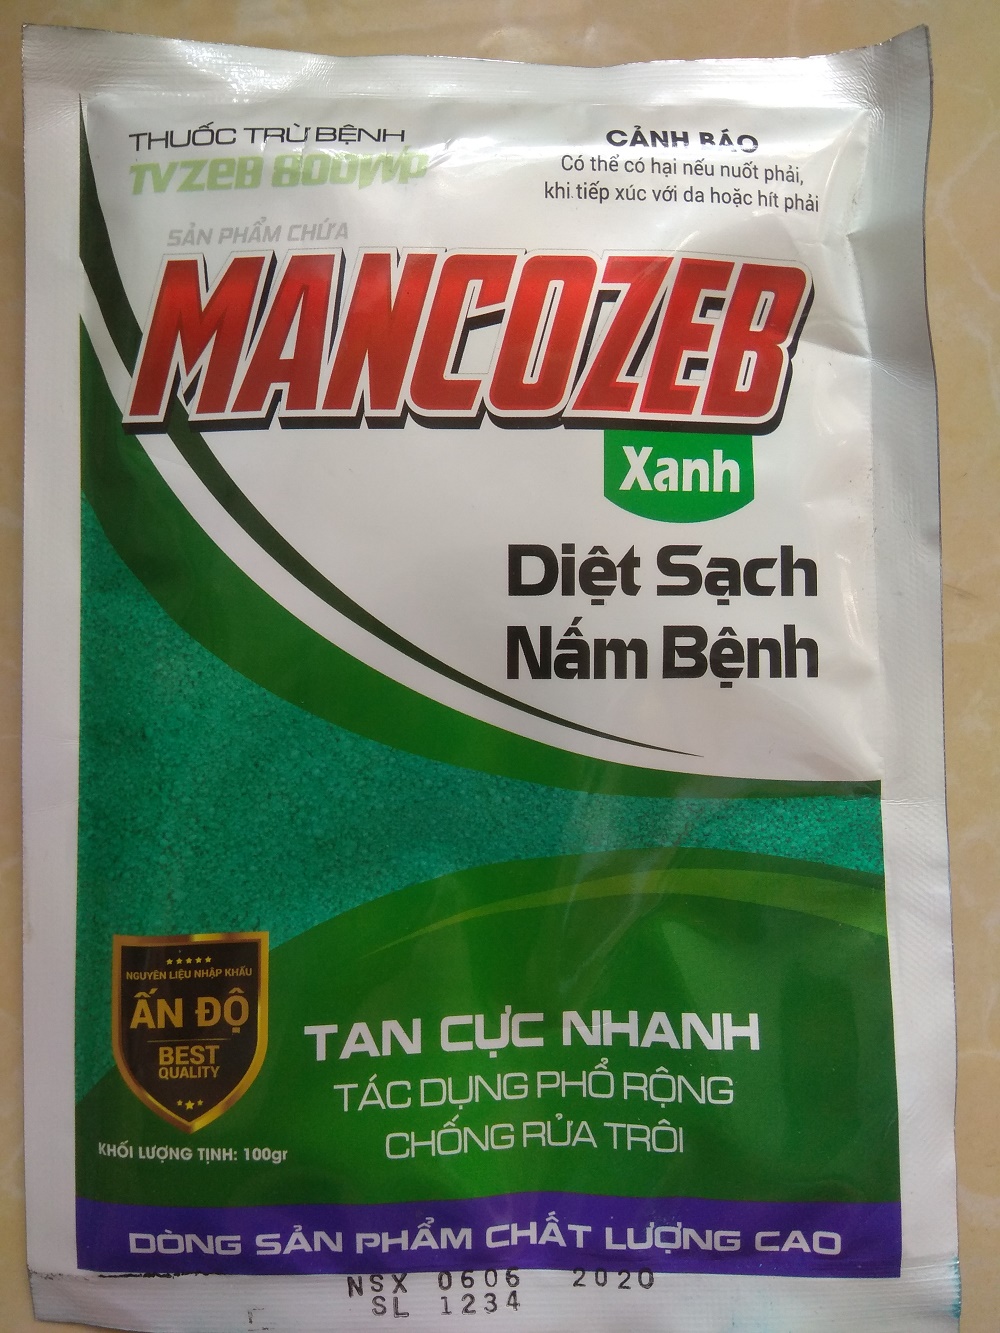 THUỐC TRỪ BỆNH
TVZEB 800WP
CẢNH BÁO
Có thể có hại nếu nuốt phải,
khi tiếp xúc với da hoặc hít phải
SẢN PHẨM CHỨA
MANCOZEB
Xanh
Diệt Sạch
Nấm Bệnh
NGUYÊN LIỆU NHẬP KHẨU
ẤN ĐỘ
BEST
QUALITY
TAN CỰC NHANH
TÁC DỤNG PHỔ RỘNG
CHỐNG RỬA TRÔI
KHỐI LƯỢNG TỊNH: 100gr
DÒNG SẢN PHẨM CHẤT LƯỢNG CAO
NSX 0606 2020
SL 1234